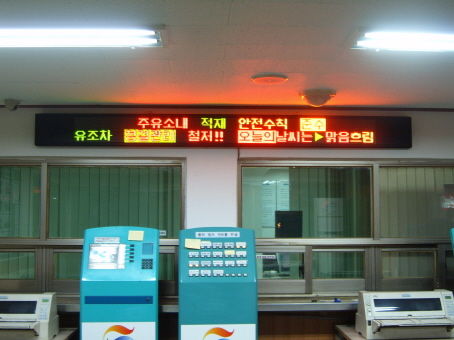 주유소내 적재 안전수칙 준수
유조차 철저!! 오늘의날씨는▶맑음흐림